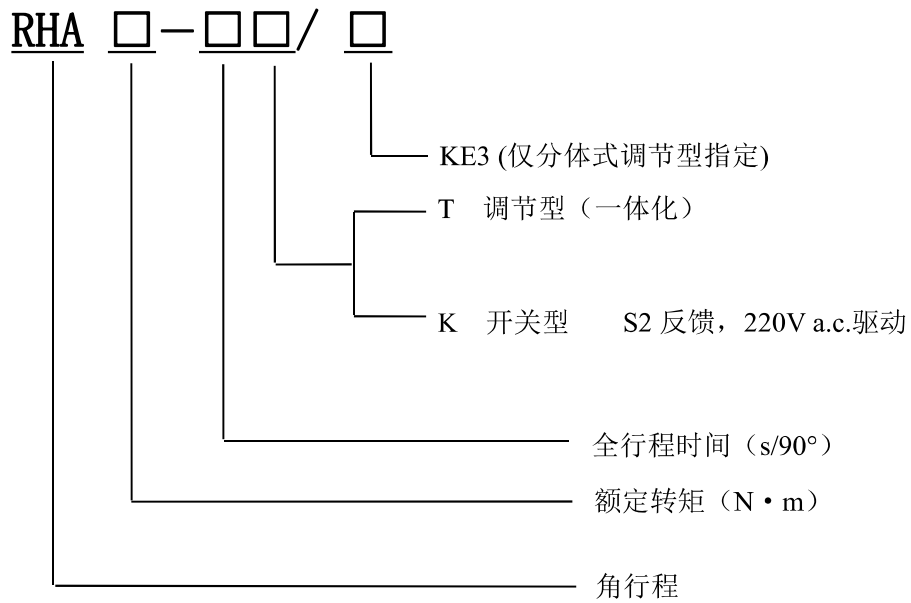 RHA □-□□/ □
KE3 (仅分体式调节型指定)
T 调节型（一体化）
K 开关型 S2 反馈，220V a.c.驱动
全行程时间（s/90°）
额定转矩（N·m）
角行程